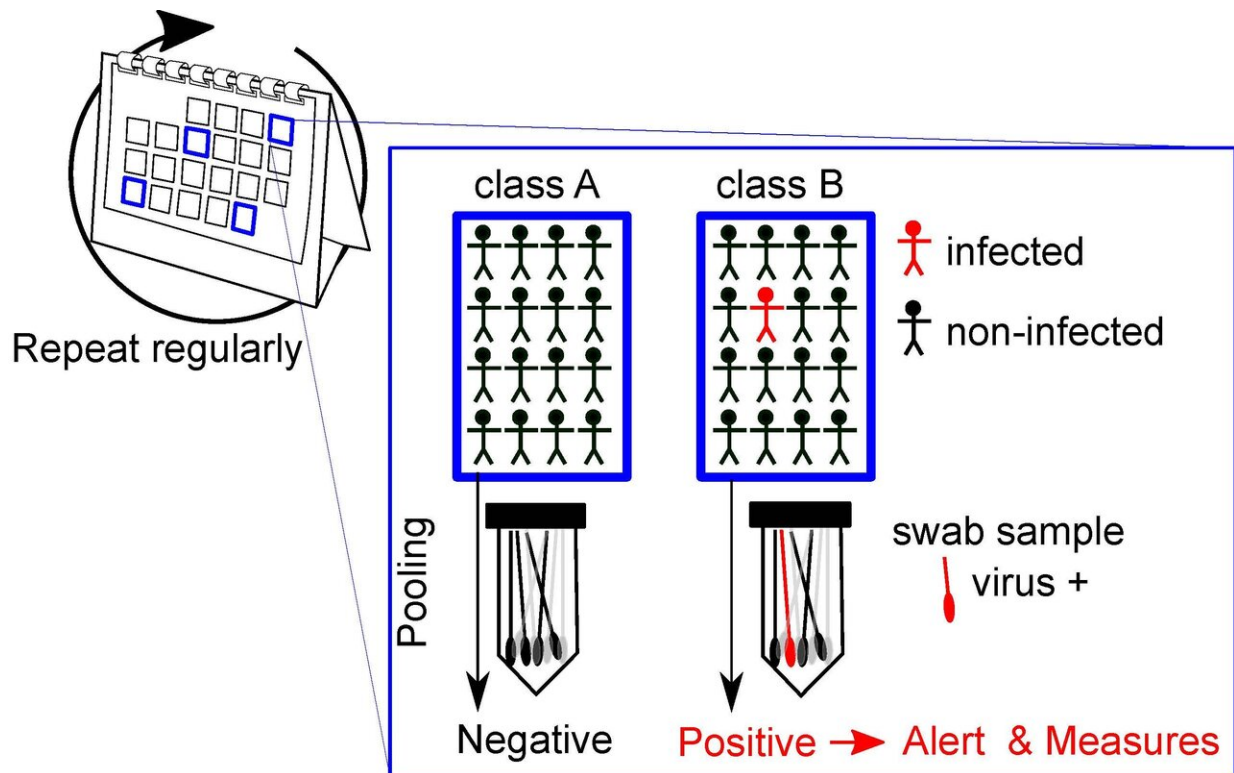 Repeat regularly
class A
class B
infected
non-infected
Pooling
swab sample
virus +
Negative
Positive
Alert & Measures